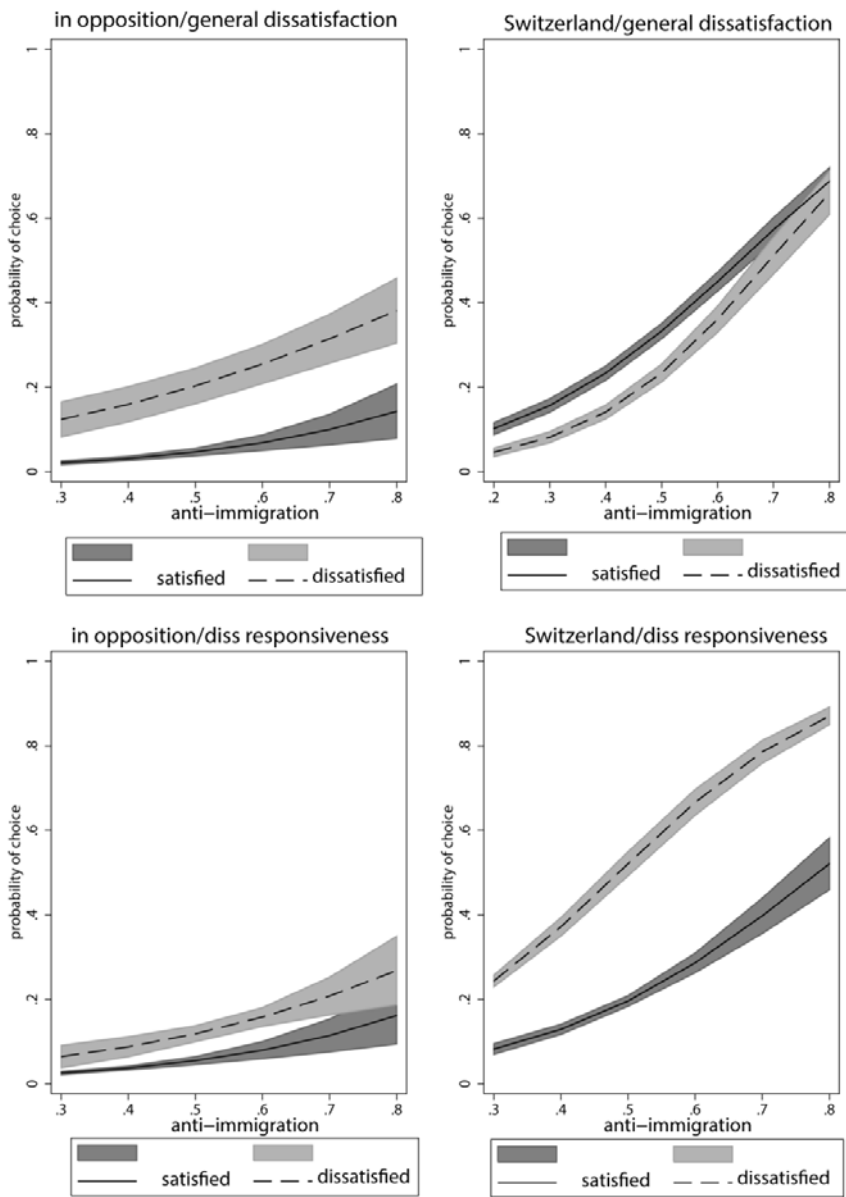 in opposition/general dissatisfaction
probability of choice
1
.8
.6
.4
.2
0
.3 .4 .5 .6 .7 .8
anti-immigration
satisfied dissatisfied
Switzerland/general dissatisfaction
probability of choice
1
.8
.6
.4
.2
0
.2 .3 .4 .5 .6 .7 .8
anti-immigration
satisfied dissatisfied
in opposition/diss responsiveness
probability of choice
1
.8
.6
.4
.2
0
.3 .4 .5 .6 .7 .8
anti-immigration
satisfied dissatisfied
Switzerland/diss responsiveness
probability of choice
1
.8
.6
.4
.2
0
.3 .4 .5 .6 .7 .8
anti-immigration
satisfied dissatisfied